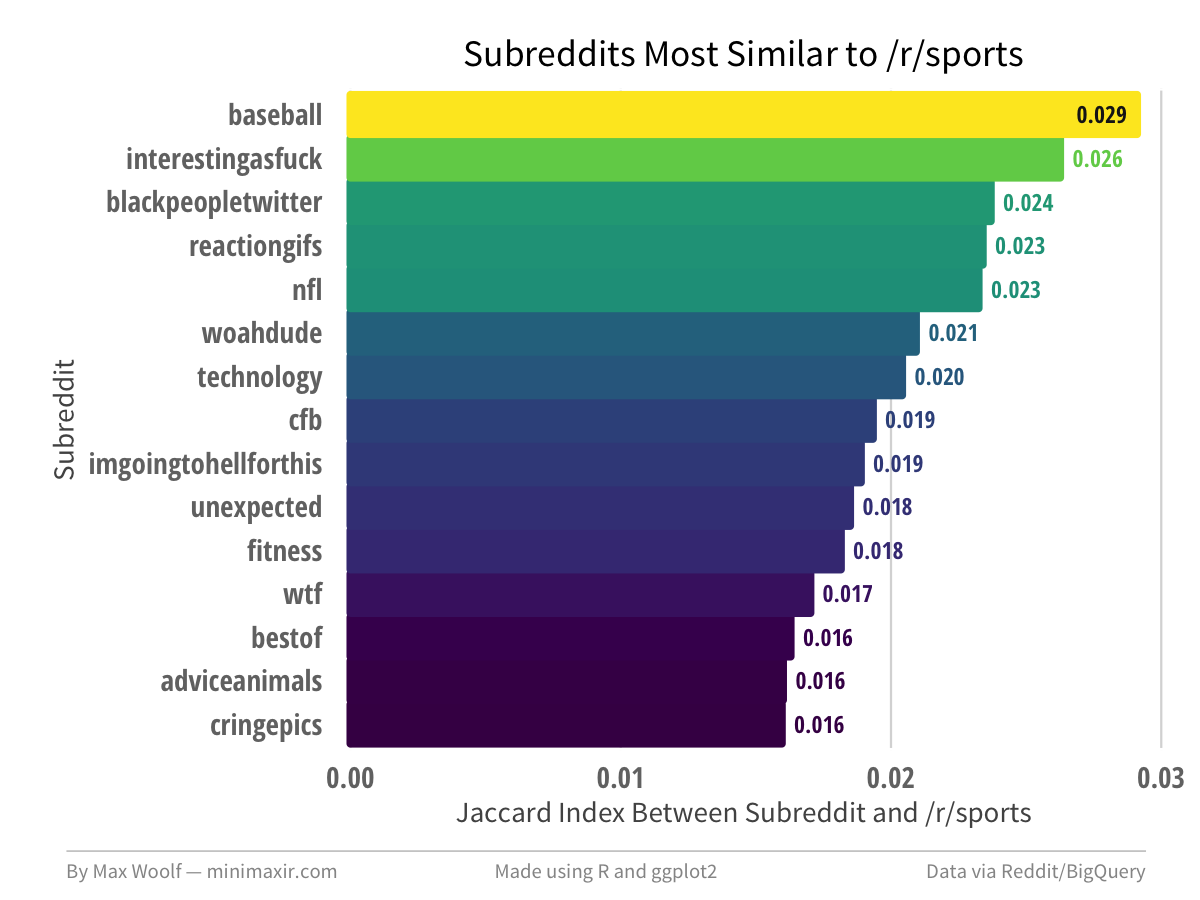 Subreddits Most Similar to /r/sports
baseball 0.029
interestingasfuck 0.026
blackpeopletwitter 0.024
reactiongifs 0.023
nfl 0.023
woahdude 0.021
technology 0.020
cfb 0.019
imgoingtohellforthis 0.019
unexpected 0.018
fitness 0.018
wtf 0.017
bestof 0.016
adviceanimals 0.016
cringepics 0.016
Subreddit
0.00 0.01 0.02 0.03
Jaccard Index Between Subreddit and /r/sports
By Max Woolf — minimaxir.com Made using R and ggplot2 Data via Reddit/BigQuery